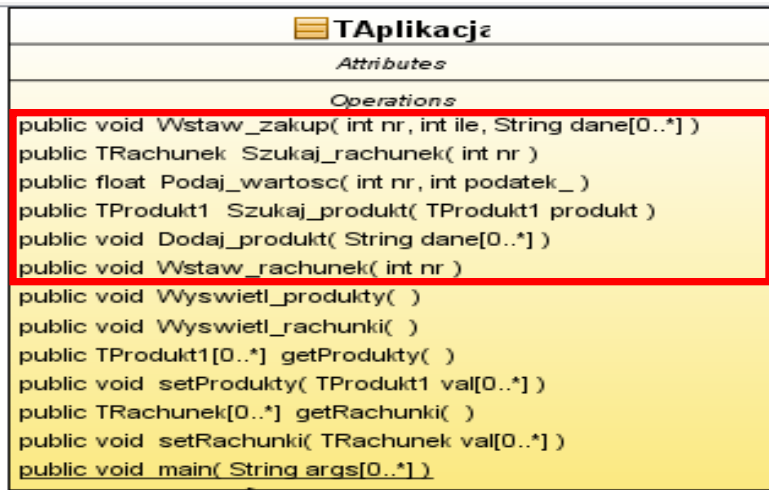 TAplikacja
Attributes
Operations
public void Wstaw_zakup( int nr, int ile, String dane[0..*] )
public TRachunek Szukaj_rachunek( int nr )
public float Podaj_wartosc( int nr, int podatek_ )
public TProdukt1 Szukaj_produkt( TProdukt1 produkt )
public void Dodaj_produkt( String dane[0..*] )
public void Wstaw_rachunek( int nr )
public void Wyswietl_produkty( )
public void Wyswietl_rachunki( )
public TProdukt1[0..*] getProdukty( )
public void setProdukty( TProdukt1 val[0..*] )
public TRachunek[0..*] getRachunki( )
public void setRachunki( TRachunek val[0..*] )
public void main( String args[0..*] )